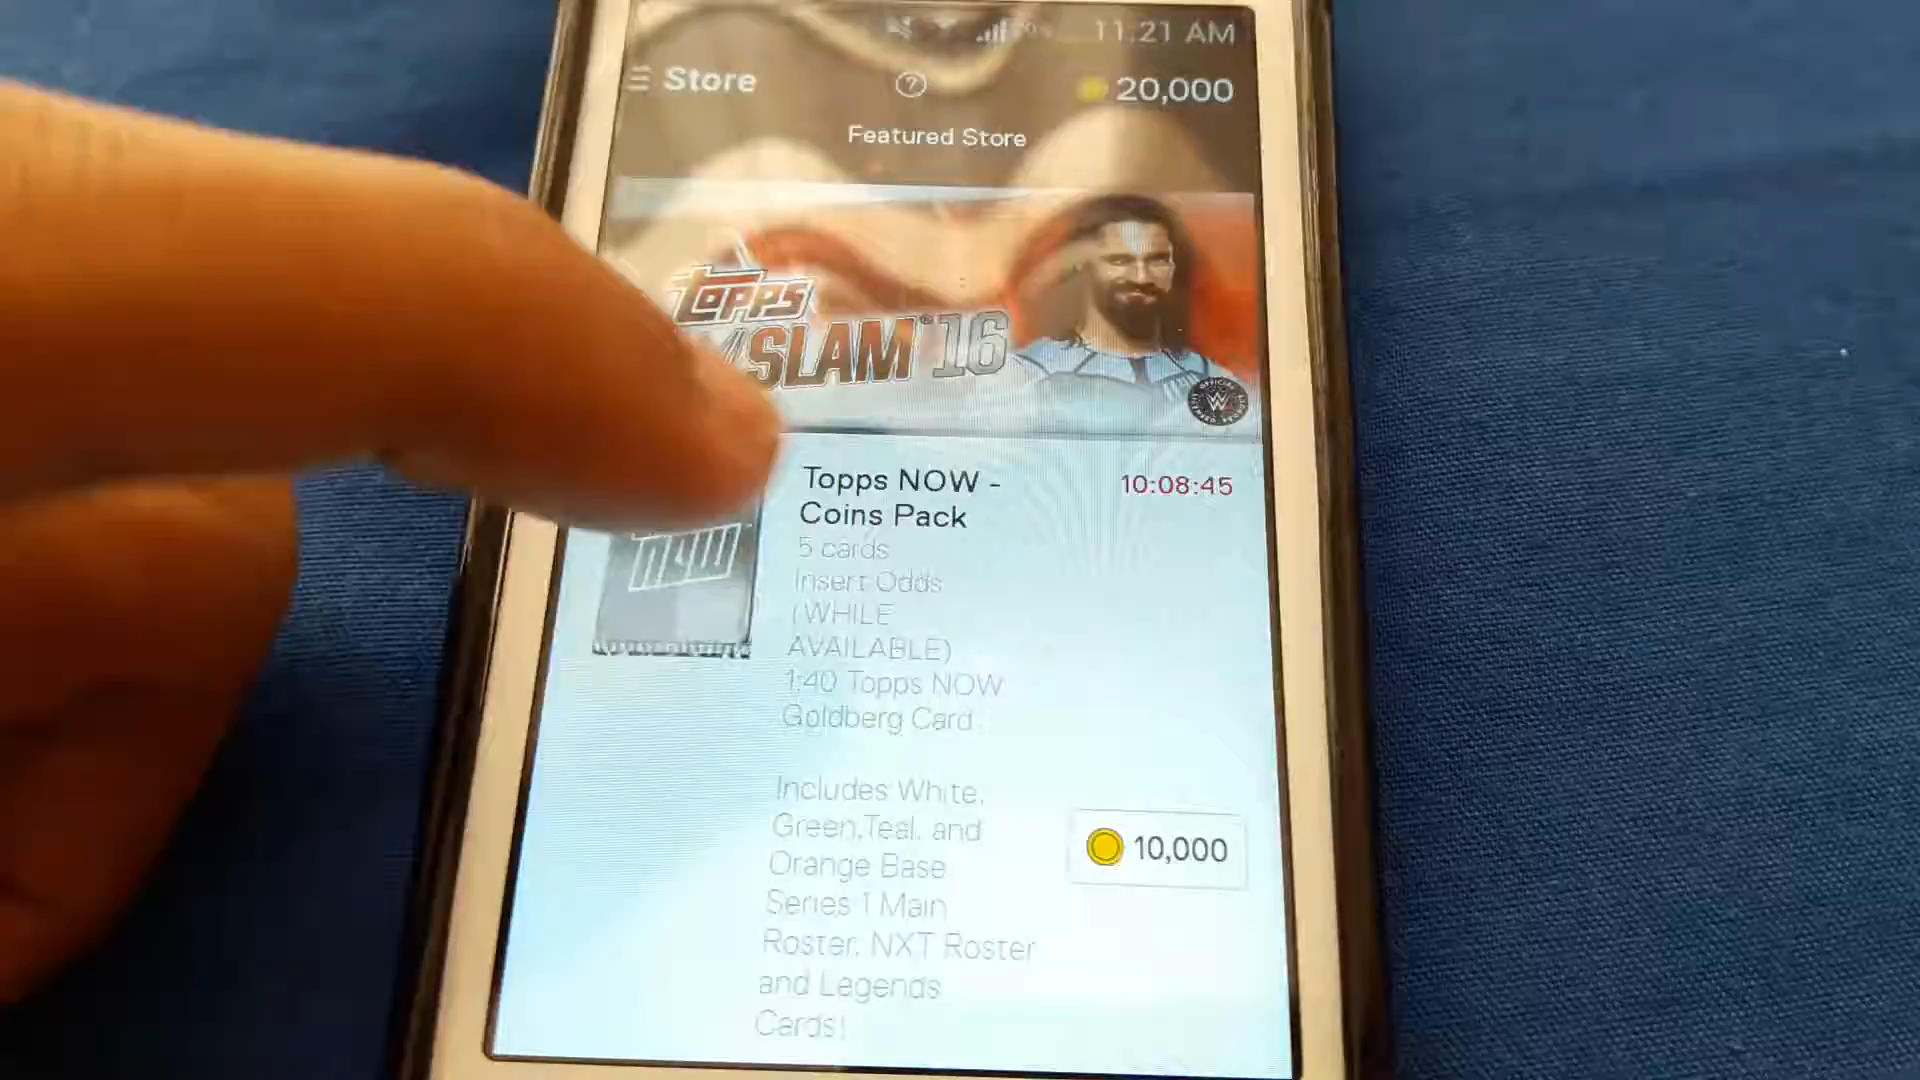 11:21 AM
Store
?
20,000
Featured Store
Topps
SLAM '16
Topps NOW -
Coins Pack
10:08:45
5 cards
Insert Odds
(WHILE
AVAILABLE)
1:40 Topps NOW
Goldberg Card
NOW
Includes White,
Green,Teal, and
Orange Base
Series 1 Main
Roster, NXT Roster
and Legends
Cards!
10,000